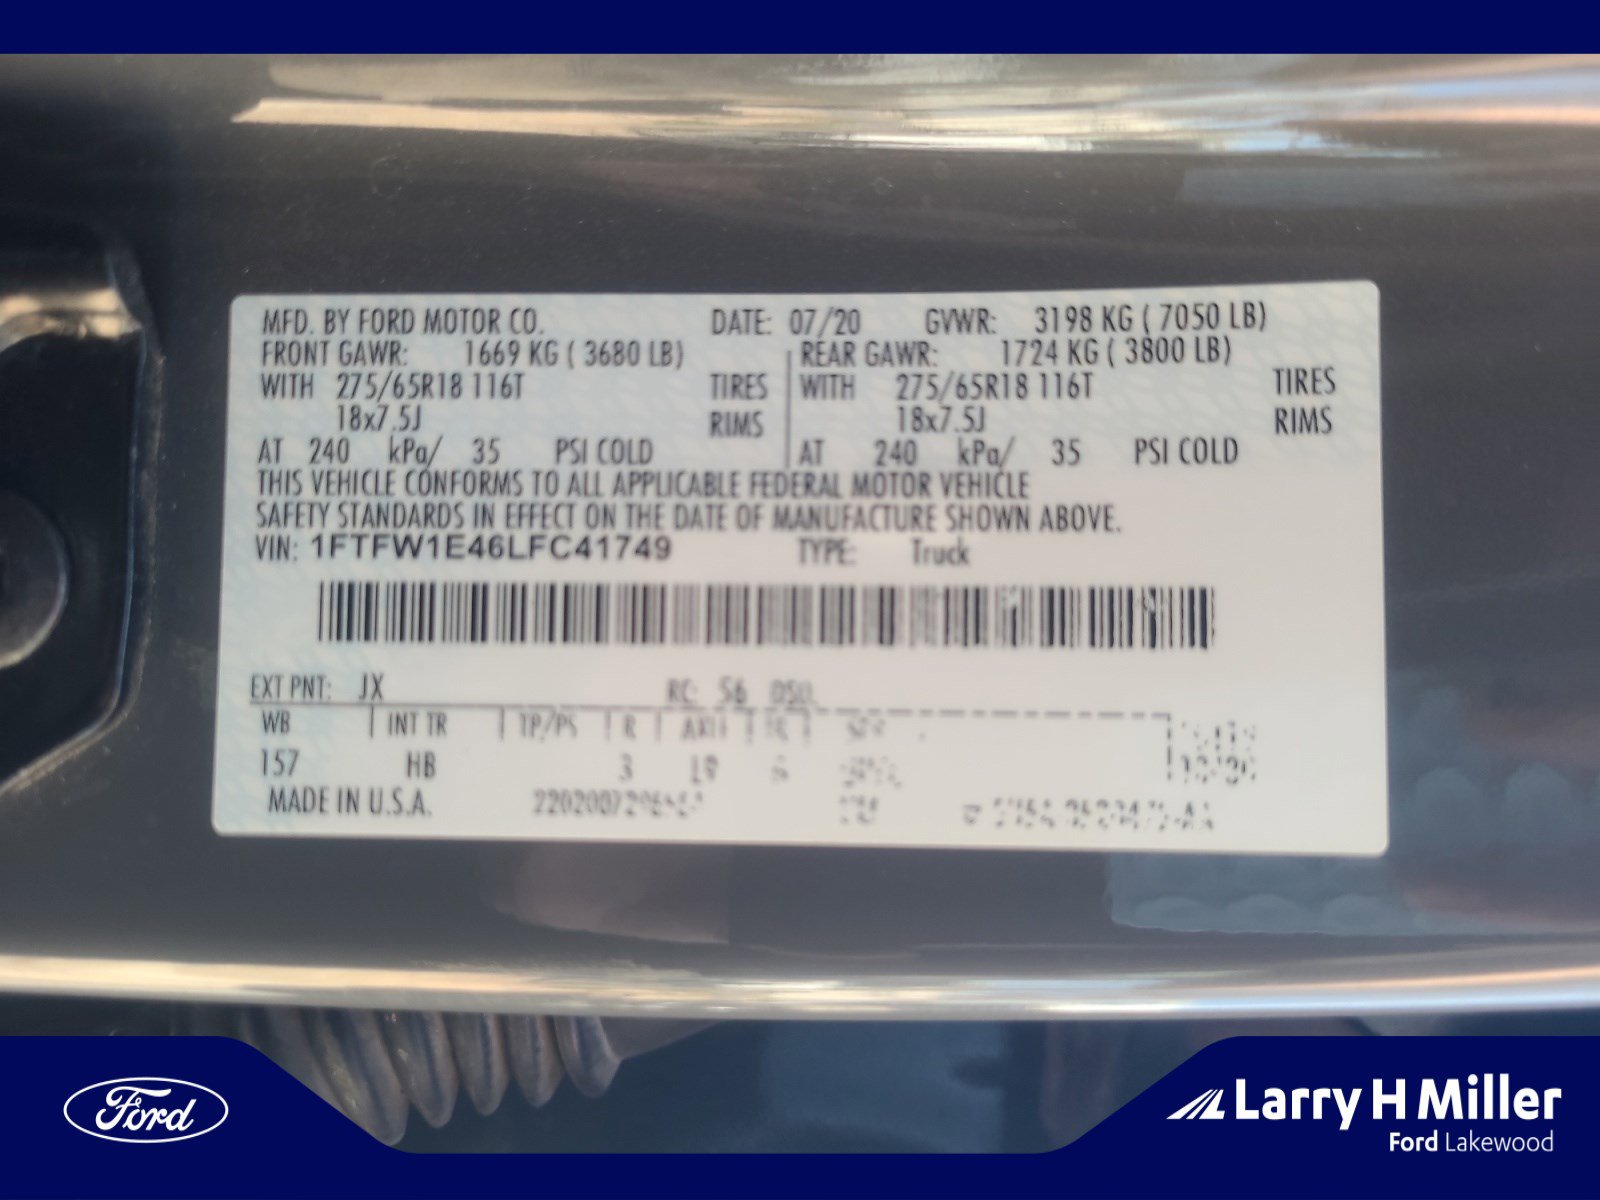 MFD. BY FORD MOTOR CO. DATE: 07/20 GVWR: 3198 KG ( 7050 LB)
FRONT GAWR: 1669 KG ( 3680 LB) REAR GAWR: 1724 KG ( 3800 LB)
WITH 275/65R18 116T TIRES WITH 275/65R18 116T TIRES
18x7.5J RIMS 18x7.5J RIMS
AT 240 kPa/ 35 PSI COLD AT 240 kPa/ 35 PSI COLD
THIS VEHICLE CONFORMS TO ALL APPLICABLE FEDERAL MOTOR VEHICLE
SAFETY STANDARDS IN EFFECT ON THE DATE OF MANUFACTURE SHOWN ABOVE.
VIN: 1FTFW1E46LFC41749 TYPE: Truck
EXT PNT: JX RC: 56 DSO:
WB INT TR TP/PS R AXLE
157 HB 3 L9
MADE IN U.S.A.
Ford
Larry H Miller
Ford Lakewood